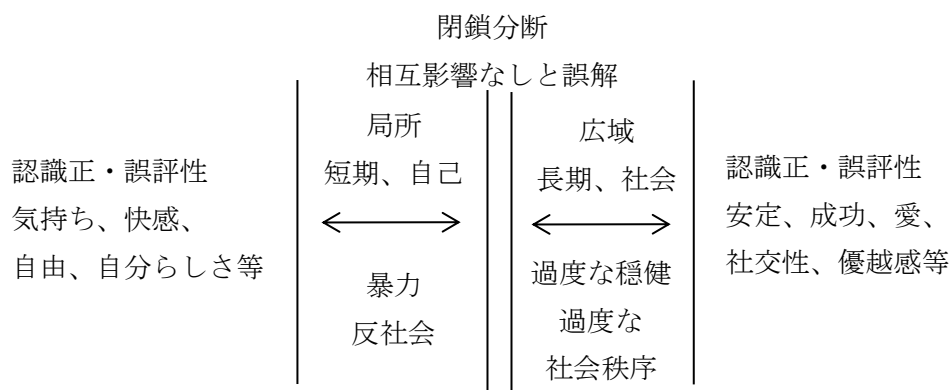 閉鎖分断
相互影響なしと誤解
認識正・誤評性
気持ち、快感、
自由、自分らしさ等
局所
短期、自己
暴力
反社会
広域
長期、社会
過度な穏健
過度な
社会秩序
認識正・誤評性
安定、成功、愛、
社交性、優越感等